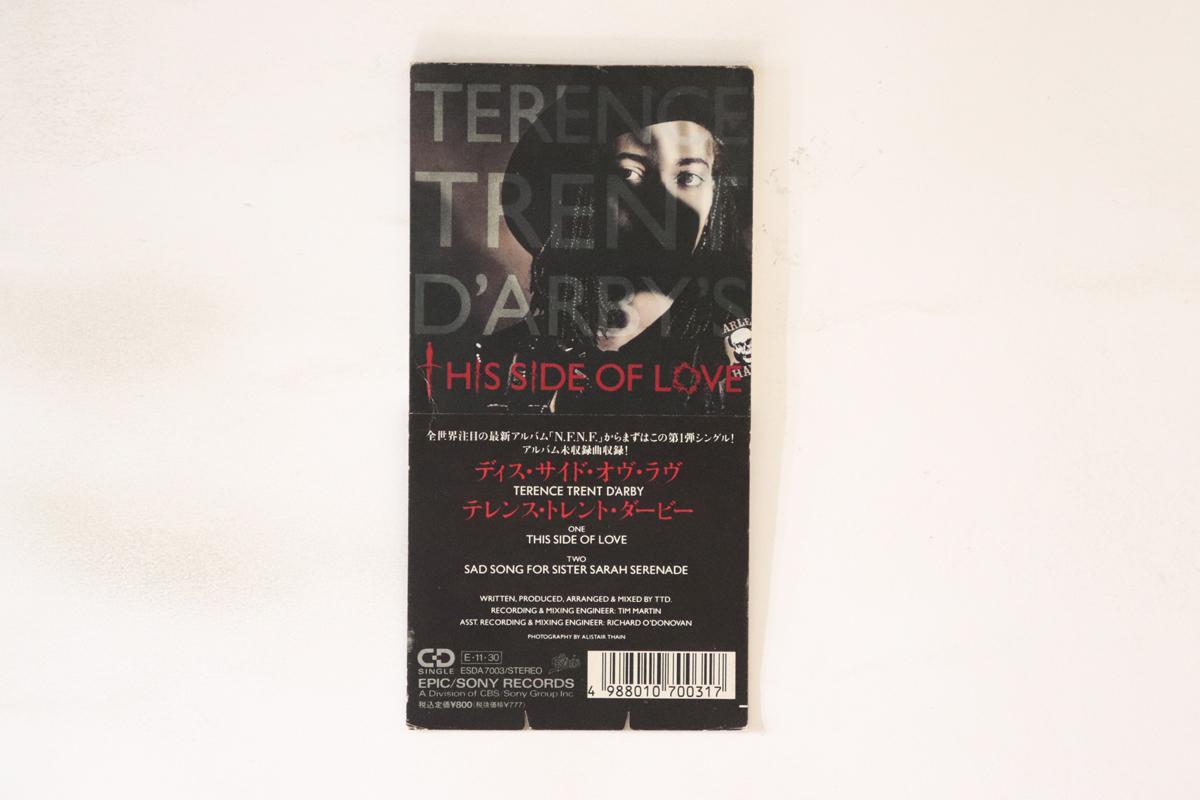 TERENCE
TRENT
D'ARBY'S
THIS SIDE OF LOVE
ARLE
HA
全世界注目の最新アルバム「N.F.N.F.」からまずはこの第1弾シングル!
アルバム未収録曲収録!
ディス・サイド・オヴ・ラヴ
TERENCE TRENT D'ARBY
テレンス・トレント・ダービー
ONE
THIS SIDE OF LOVE
TWO
SAD SONG FOR SISTER SARAH SERENADE
WRITTEN, PRODUCED, ARRANGED & MIXED BY TTD.
RECORDING & MIXING ENGINEER: TIM MARTIN
ASST. RECORDING & MIXING ENGINEER: RICHARD O'DONOVAN
PHOTOGRAPHY BY ALISTAIR THAIN
CD
SINGLE
E・11・30
ESDA 7003/STEREO
Epic
EPIC/SONY RECORDS
A Division of CBS/Sony Group Inc.
税込定価¥800(税抜価格¥777)
4 988010 700317